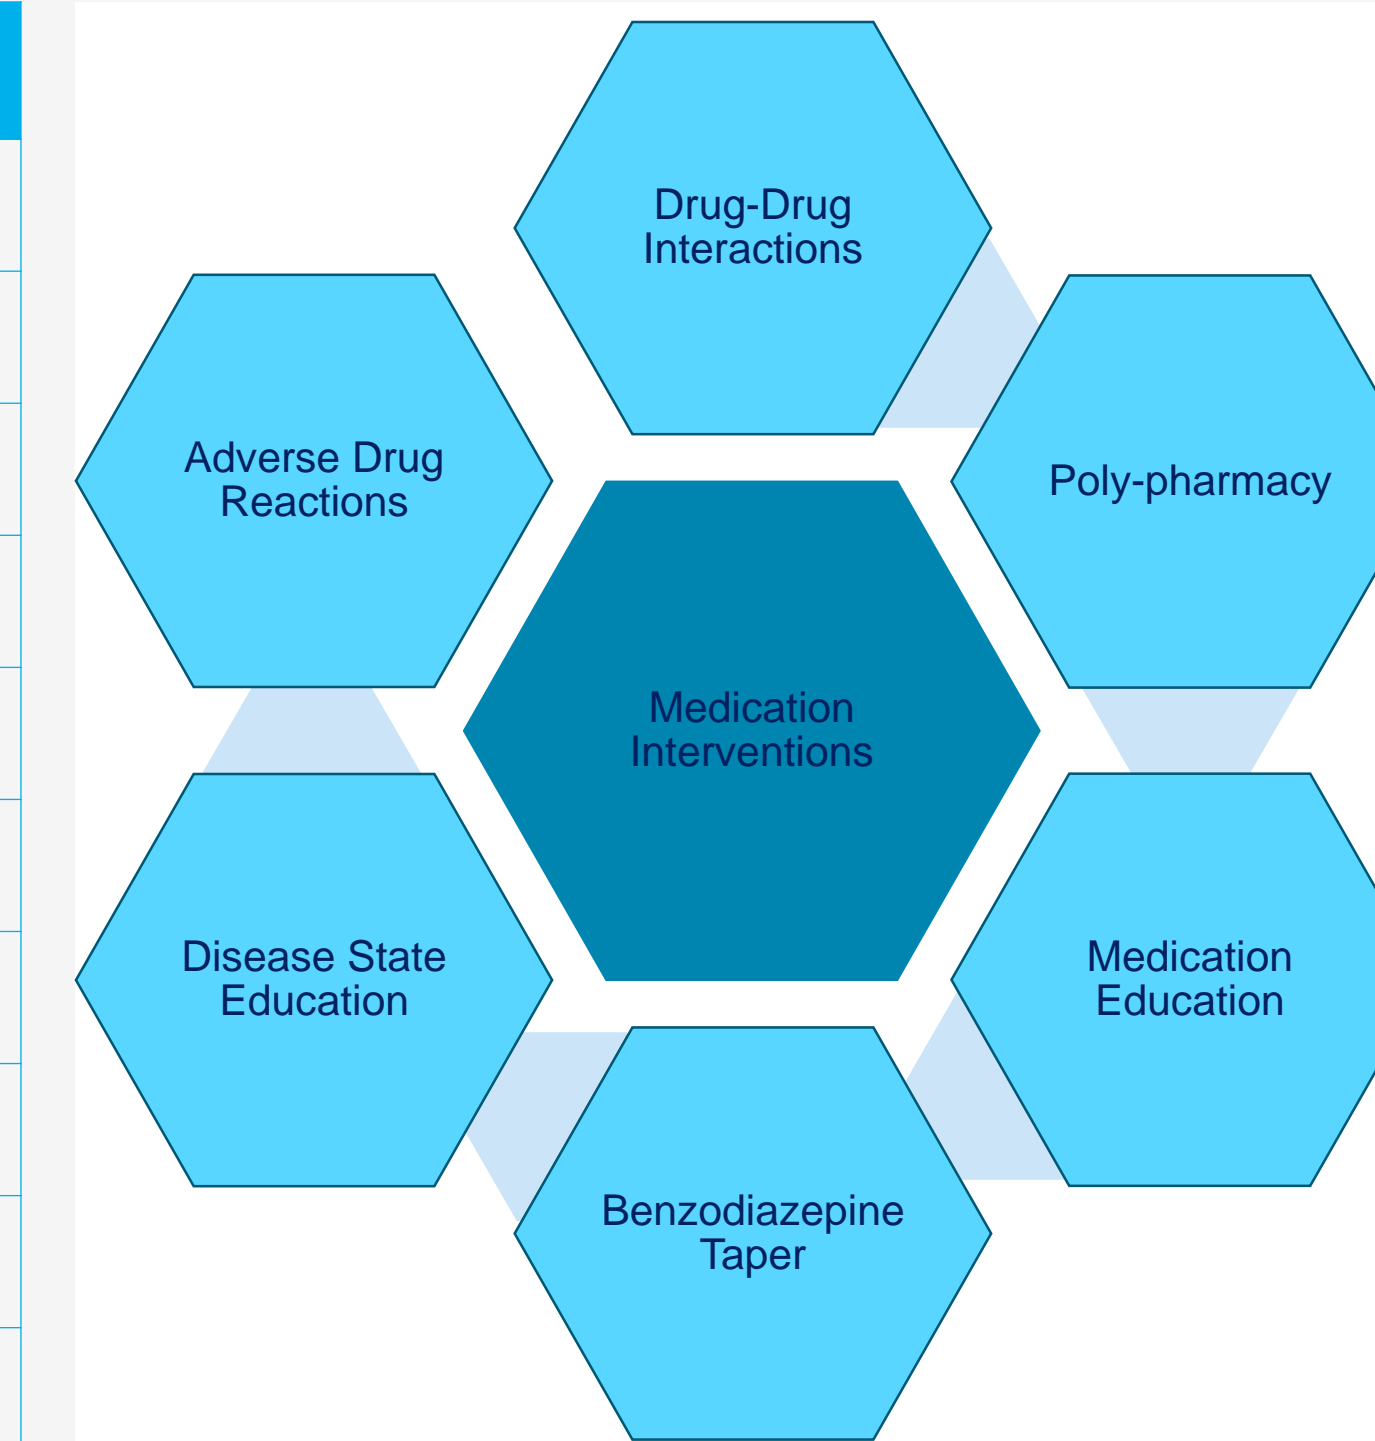 Drug-Drug
Interactions
Adverse Drug
Reactions
Poly-pharmacy
Medication
Interventions
Disease State
Education
Medication
Education
Benzodiazepine
Taper